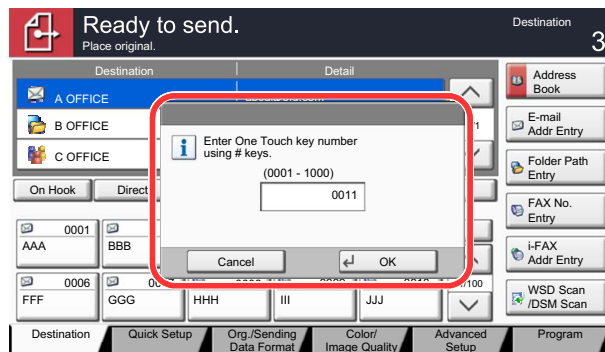 Ready to send.
Destination
3
Place original.
Destination
Detail
A OFFICE
B OFFICE
C OFFICE
Enter One Touch key number
using # keys.
(0001 - 1000)
0011
Cancel
OK
On Hook
Direct
0001
AAA
BBB
0006
FFF
GGG
HHH
III
JJJ
/100
Address
Book
E-mail
Addr Entry
Folder Path
Entry
FAX No.
Entry
i-FAX
Addr Entry
WSD Scan
/DSM Scan
Destination
Quick Setup
Org./Sending
Data Format
Color/
Image Quality
Advanced
Setup
Program